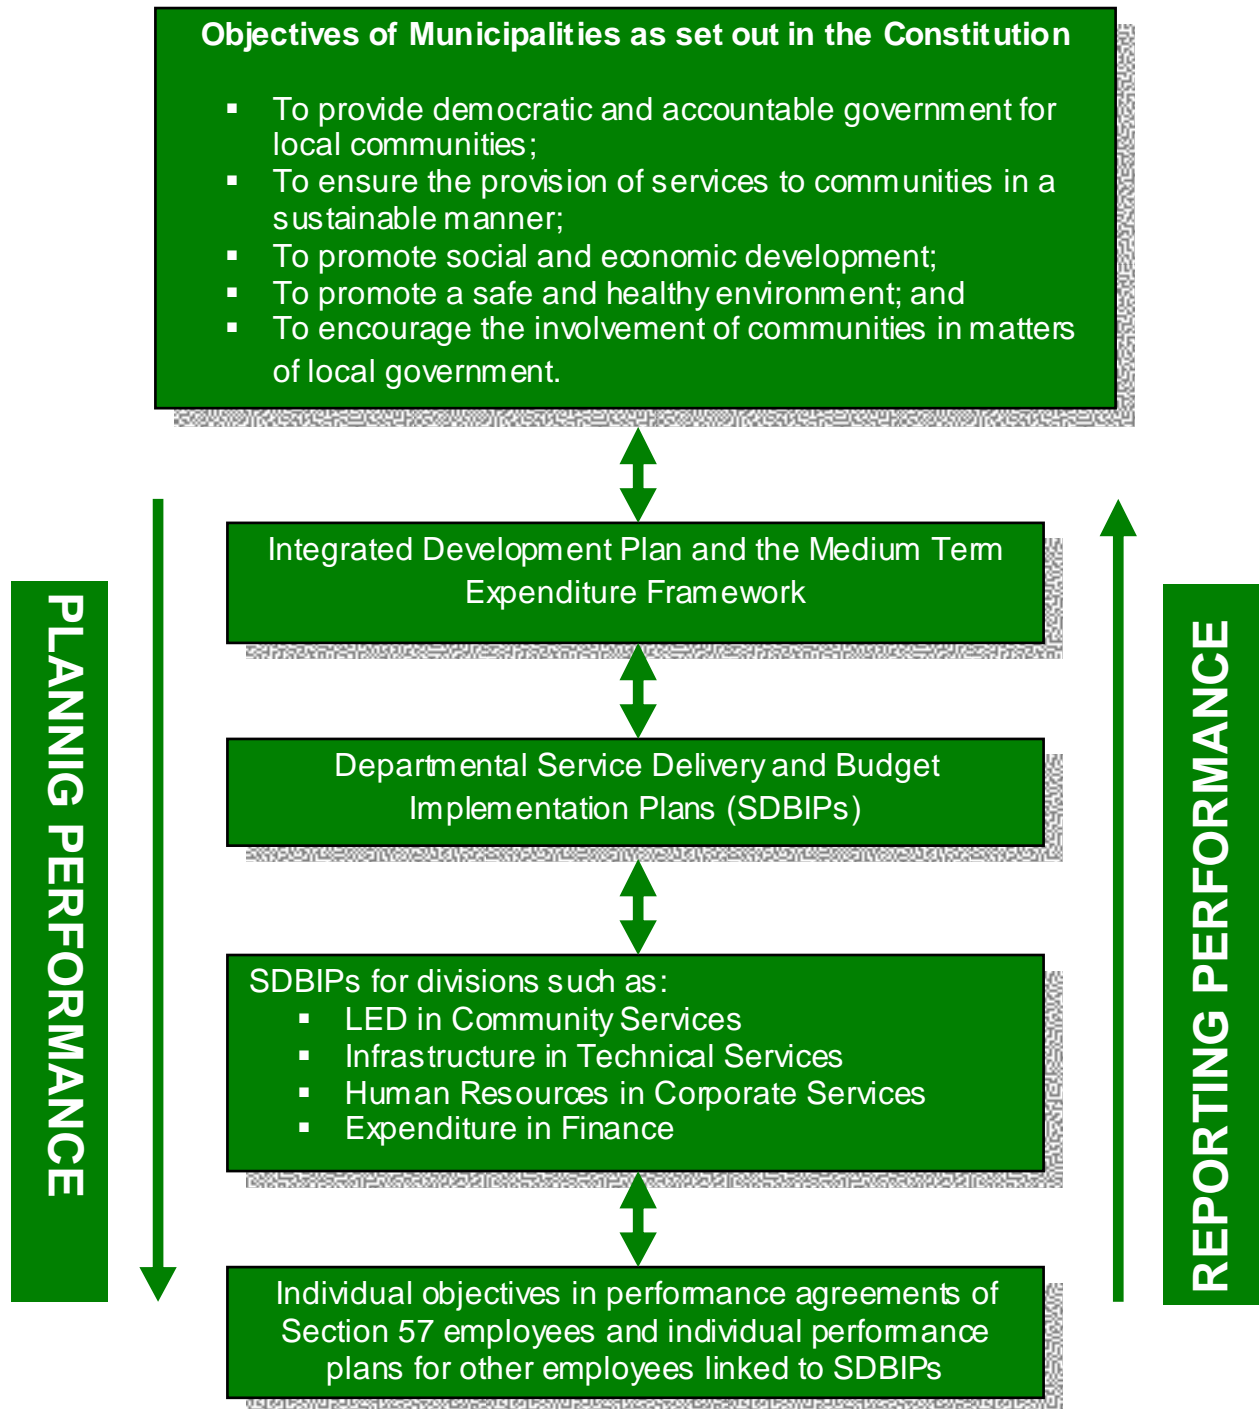 Objectives of Municipalities as set out in the Constitution
▪ To provide democratic and accountable government for
local communities;
▪ To ensure the provision of services to communities in a
sustainable manner;
▪ To promote social and economic development;
▪ To promote a safe and healthy environment; and
▪ To encourage the involvement of communities in matters
of local government.
Integrated Development Plan and the Medium Term
Expenditure Framework
Departmental Service Delivery and Budget
Implementation Plans (SDBIPs)
SDBIPs for divisions such as:
▪ LED in Community Services
▪ Infrastructure in Technical Services
▪ Human Resources in Corporate Services
▪ Expenditure in Finance
Individual objectives in performance agreements of
Section 57 employees and individual performance
plans for other employees linked to SDBIPs
PLANNIG PERFORMANCE
REPORTING PERFORMANCE